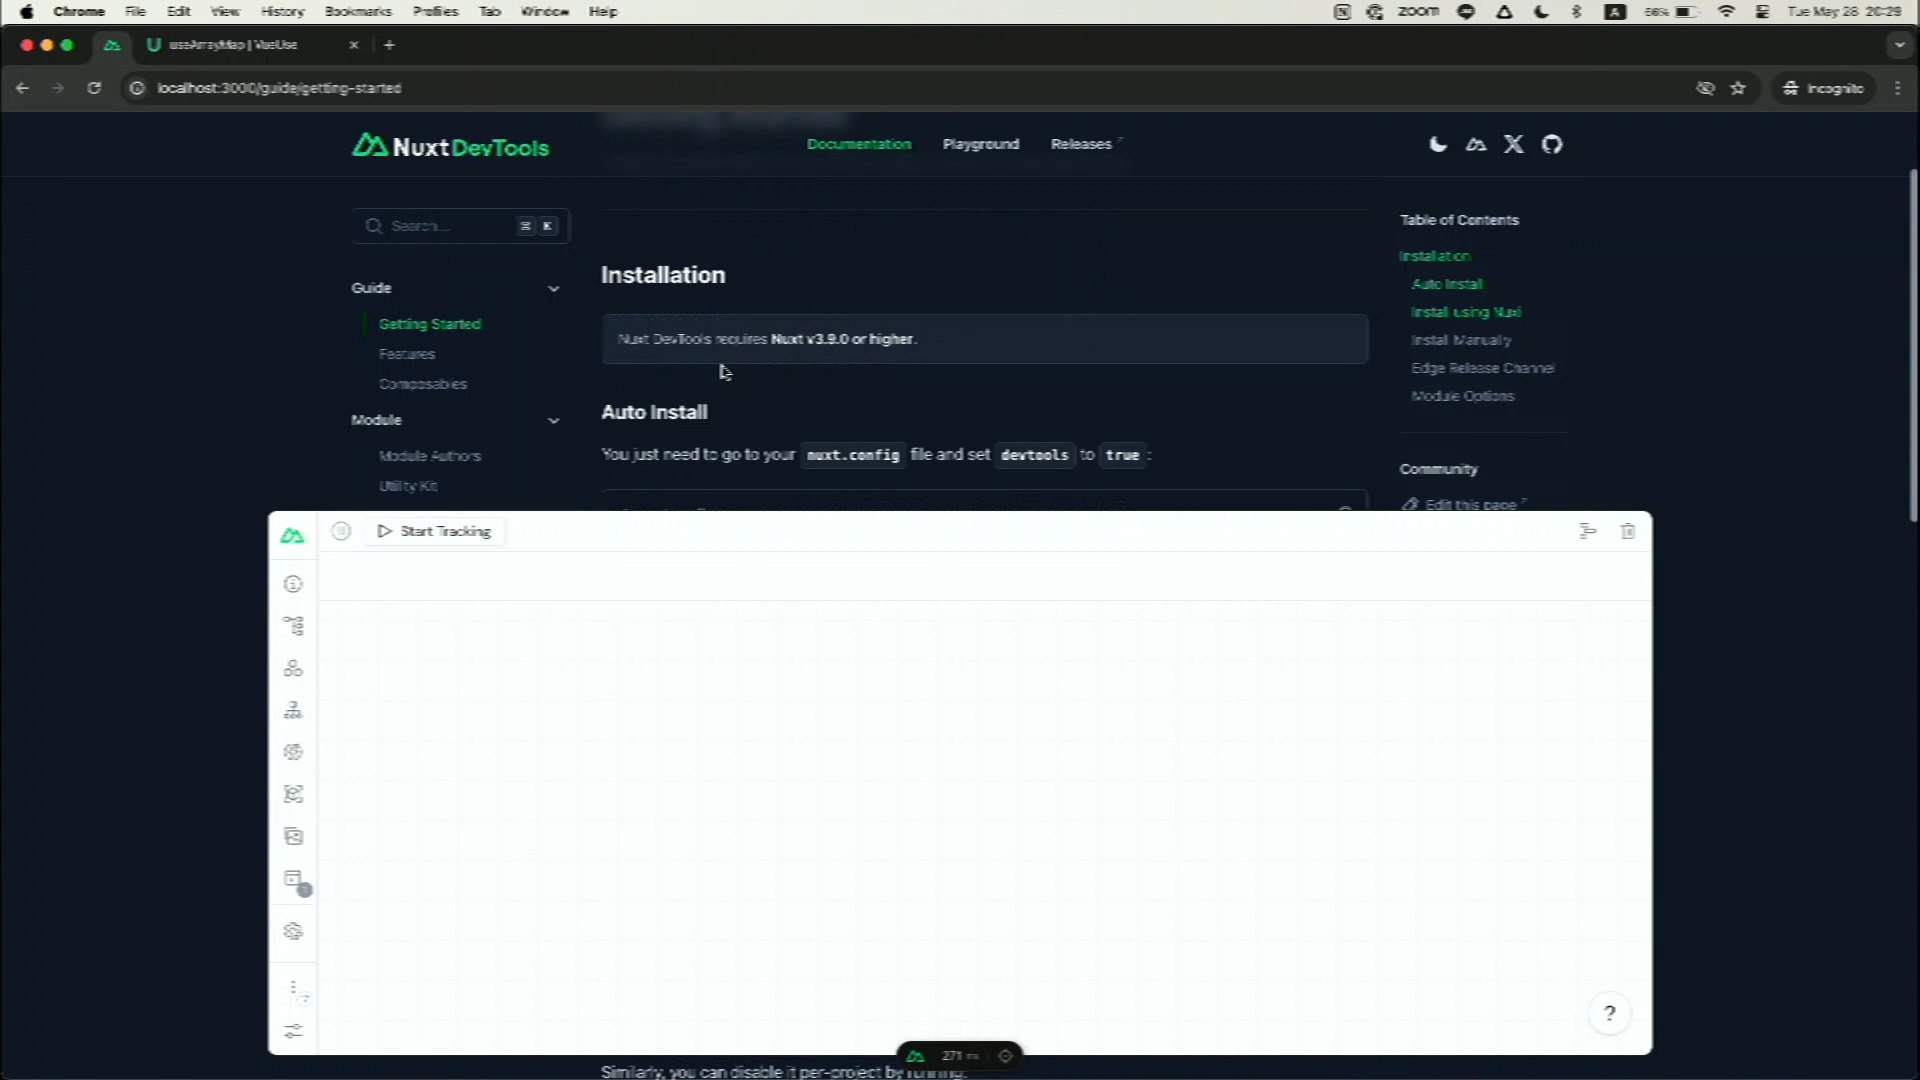 Chrome File Edit View History Bookmarks Profiles Tab Window Help
zoom
A
66%
Tue May 28 20:29
useArrayMap | VueUse
localhost:3000/guide/getting-started
Incognito
NuxtDevTools
Documentation
Playground
Releases
Search...
⌘ K
Guide
Getting Started
Features
Composables
Module
Module Authors
Utility Kit
Installation
Nuxt DevTools requires Nuxt v3.9.0 or higher.
Auto Install
You just need to go to your nuxt.config file and set devtools to true :
Table of Contents
Installation
Auto Install
Install using Nuxi
Install Manually
Edge Release Channel
Module Options
Community
Edit this page
Start Tracking
?
271 ms
Similarly, you can disable it per-project by running: